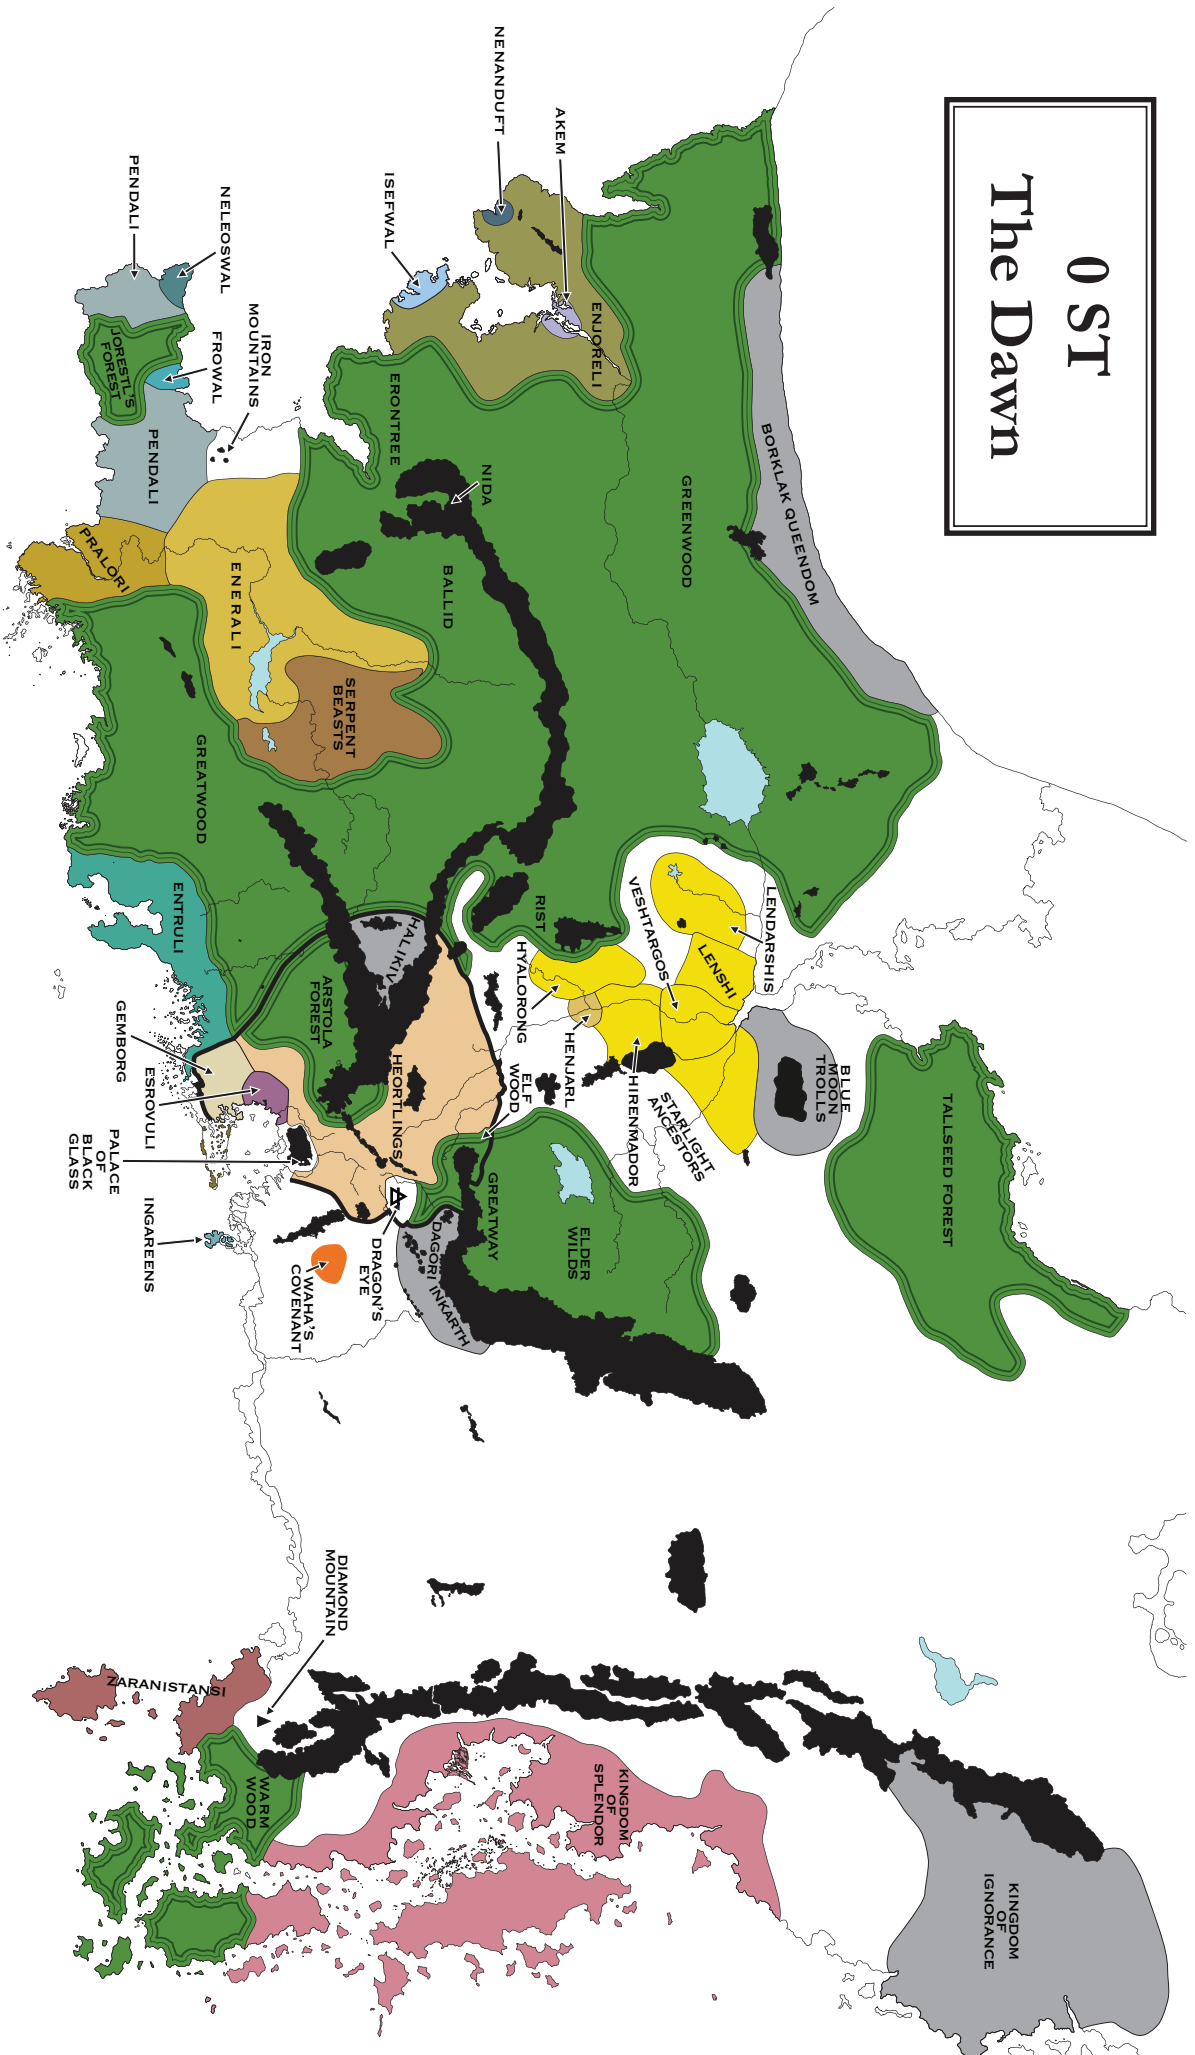 0 ST
The Dawn
NENANDUFT
AKEM
ISEFWAL
ENJORELI
PENDALI
NELEOSWAL
JORESTL'S
FOREST
FROWAL
IRON
MOUNTAINS
PENDALI
ERONTREE
NIDA
GREENWOOD
BORKLAK QUEENDOM
PRALORI
ENERALI
BALLID
SERPENT
BEASTS
GREATWOOD
ENTRULI
HALIKIV
ARSTOLA
FOREST
RIST
HYALORONG
HENJARL
VESHTARGOS
LENSHI
LENDARSHIS
HIRENMADOR
STARLIGHT
ANCESTORS
BLUE
MOON
TROLLS
TALLSEED FOREST
HEORTLINGS
ELF
WOOD
GREATWAY
ELDER
WILDS
DAGORI INKARTH
DRAGON'S
EYE
WAHA'S
COVENANT
GEMBORG
ESROVULI
PALACE
OF
BLACK
GLASS
INGAREENS
DIAMOND
MOUNTAIN
ZARANISTANSI
WARM
WOOD
KINGDOM
OF
SPLENDOR
KINGDOM
OF
IGNORANCE